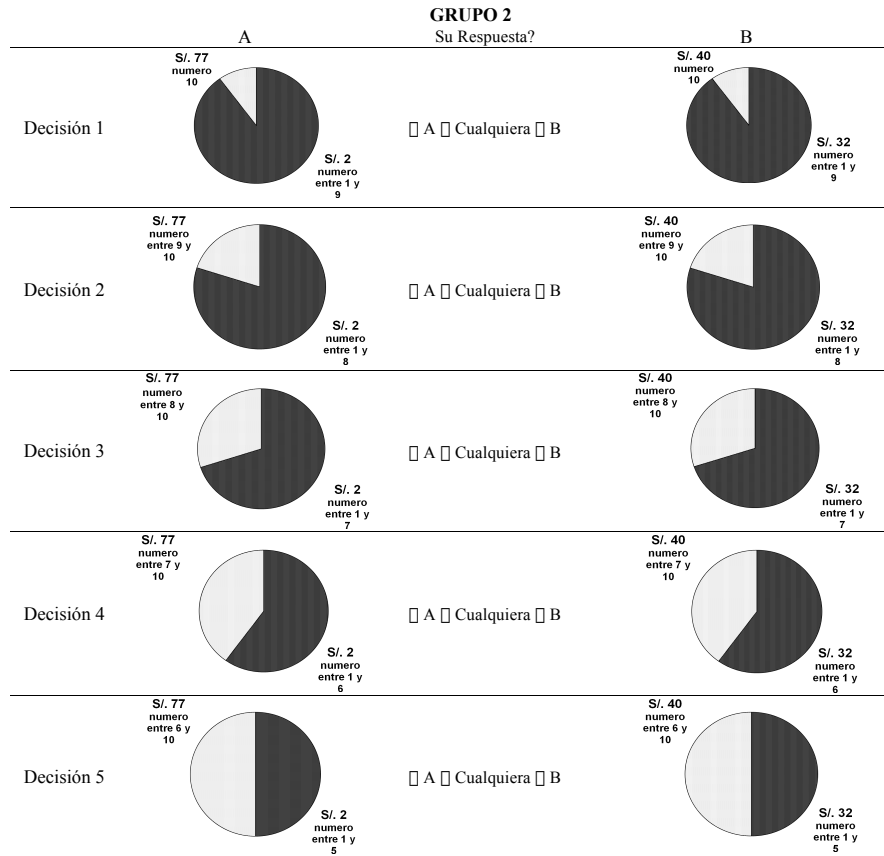 GRUPO 2
A Su Respuesta? B
S/. 77
numero
10
S/. 40
numero
10
Decisión 1
A Cualquiera B
S/. 2
numero
entre 1 y
9
S/. 32
numero
entre 1 y
9
S/. 77
numero
entre 9 y
10
S/. 40
numero
entre 9 y
10
Decisión 2
A Cualquiera B
S/. 2
numero
entre 1 y
8
S/. 32
numero
entre 1 y
8
S/. 77
numero
entre 8 y
10
S/. 40
numero
entre 8 y
10
Decisión 3
A Cualquiera B
S/. 2
numero
entre 1 y
7
S/. 32
numero
entre 1 y
7
S/. 77
numero
entre 7 y
10
S/. 40
numero
entre 7 y
10
Decisión 4
A Cualquiera B
S/. 2
numero
entre 1 y
6
S/. 32
numero
entre 1 y
6
S/. 77
numero
entre 6 y
10
S/. 40
numero
entre 6 y
10
Decisión 5
A Cualquiera B
S/. 2
numero
entre 1 y
5
S/. 32
numero
entre 1 y
5